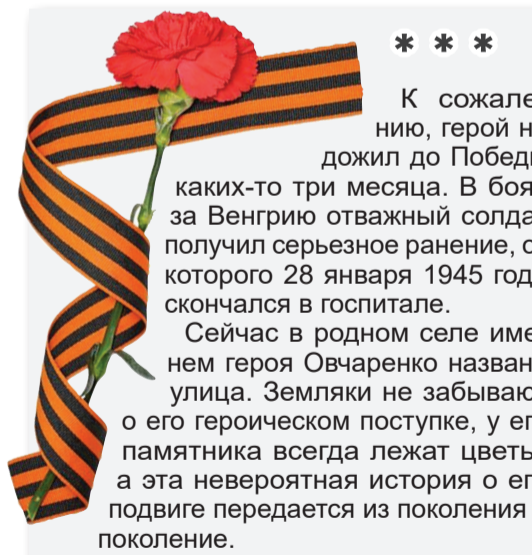 * * *
К сожале
нию, герой н
дожил до Побед
каких-то три месяца. В боя
за Венгрию отважный солда
получил серьезное ранение, о
которого 28 января 1945 год
скончался в госпитале.
Сейчас в родном селе име
нем героя Овчаренко назван
улица. Земляки не забываю
о его героическом поступке, у ег
памятника всегда лежат цветы
а эта невероятная история о ег
подвиге передается из поколения
поколение.